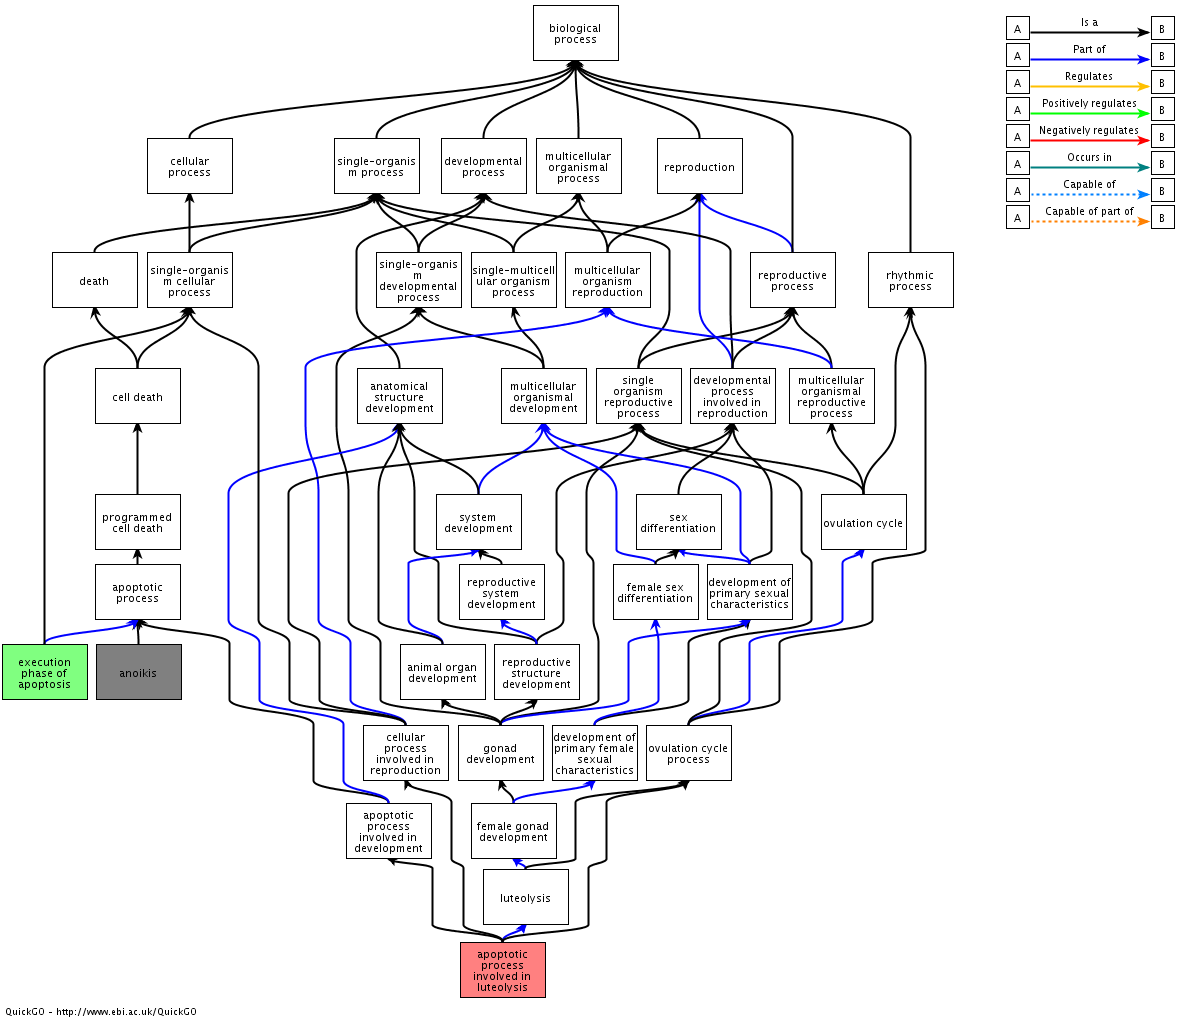 biological
process
A
Is a
B
A
Part of
B
A
Regulates
B
A
Positively regulates
B
A
Negatively regulates
B
A
Occurs in
B
A
Capable of
B
A
Capable of part of
B
cellular
process
single-organis
m process
developmental
process
multicellular
organismal
process
reproduction
death
single-organis
m cellular
process
single-organis
m
developmental
process
single-multicell
ular organism
process
multicellular
organism
reproduction
reproductive
process
rhythmic
process
cell death
anatomical
structure
development
multicellular
organismal
development
single
organism
reproductive
process
developmental
process
involved in
reproduction
multicellular
organismal
reproductive
process
programmed
cell death
system
development
sex
differentiation
ovulation cycle
apoptotic
process
reproductive
system
development
female sex
differentiation
development of
primary sexual
characteristics
execution
phase of
apoptosis
anoikis
animal organ
development
reproductive
structure
development
cellular
process
involved in
reproduction
gonad
development
development of
primary female
sexual
characteristics
ovulation cycle
process
apoptotic
process
involved in
development
female gonad
development
luteolysis
apoptotic
process
involved in
luteolysis
QuickGO - http://www.ebi.ac.uk/QuickGO